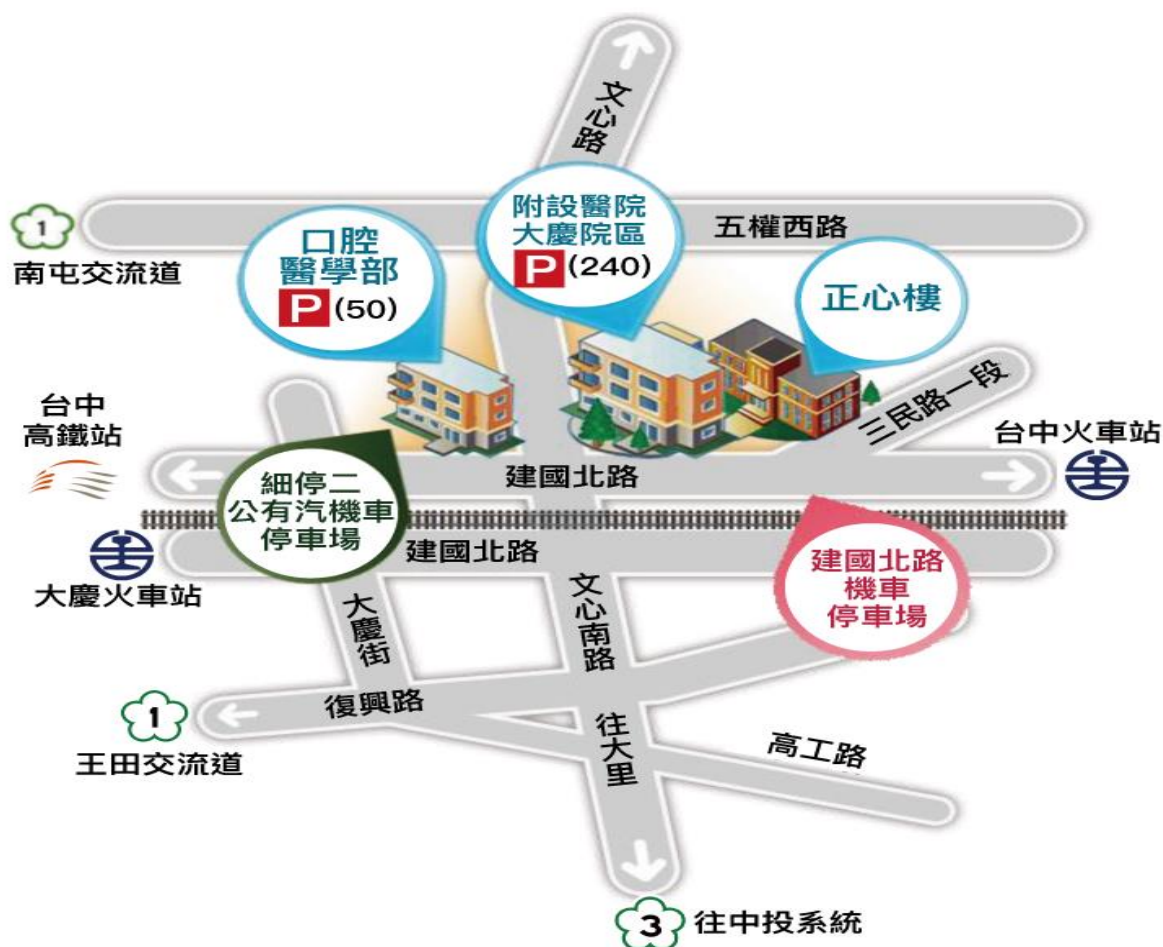 文心路
1
南屯交流道
五權西路
口腔
醫學部
P(50)
附設醫院
大慶院區
P(240)
正心樓
三民路一段
台中
高鐵站
台中火車站
建國北路
細停二
公有汽機車
停車場
建國北路
大慶火車站
建國北路
機車
停車場
大慶街
文心南路
復興路
1
王田交流道
往大里
高工路
3
往中投系統